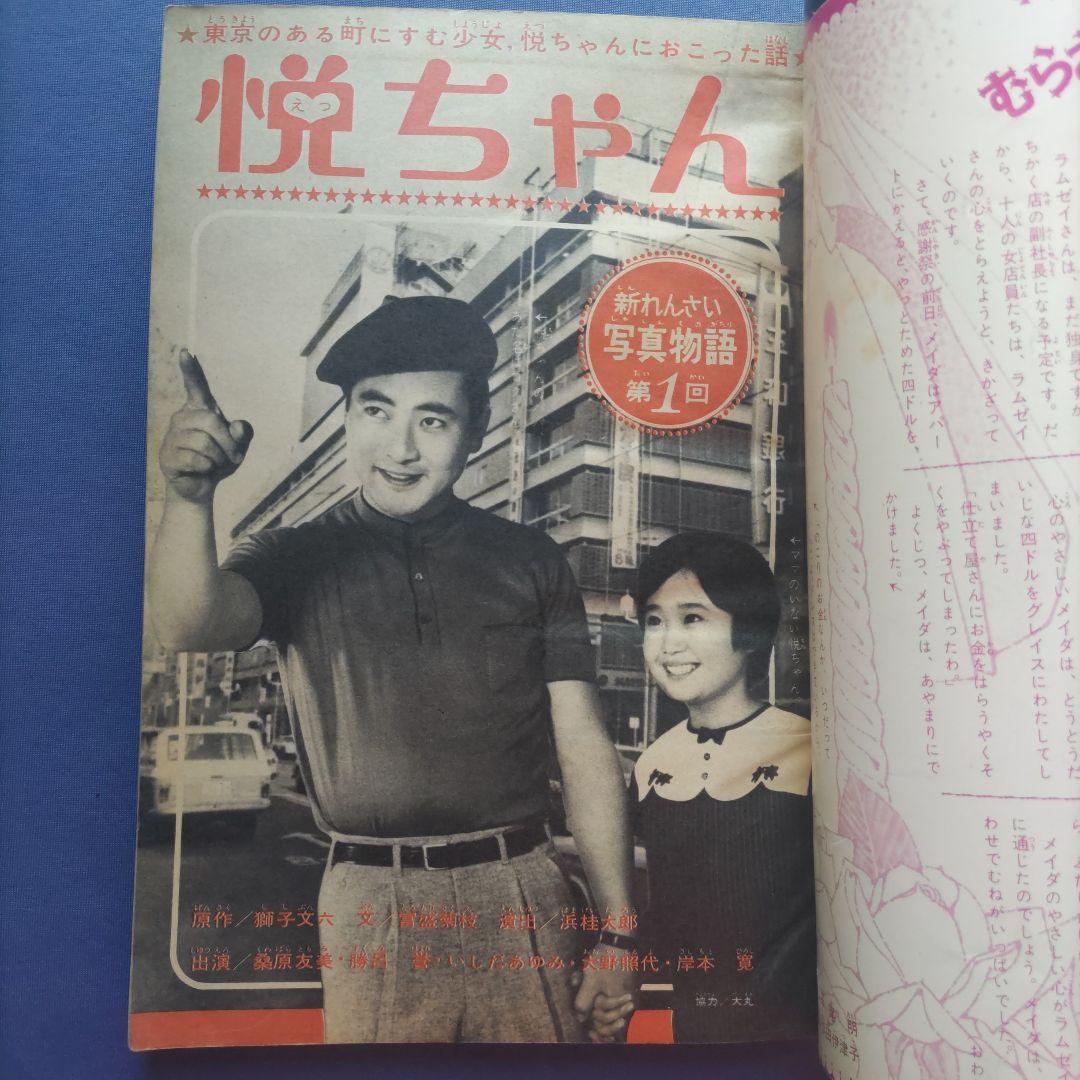 ★東京のある町にすむ少女,悦ちゃんにおこった話★
悦ちゃん
えつ
新れんさい
写真物語
第1回
三和銀行
←ママのいない悦ちゃん。
原作/獅子文六 文/富盛菊枝 演出/浜桂太郎
出演/桑原友美・勝呂 誉・いしだあゆみ・大野照代・岸本 寛
協力/大丸
むらさ
ラムゼイさんは、まだ独身ですが
ちかく店の副社長になる予定です。だ
から、十人の女店員たちは、ラムゼイ
さんの心をとらえようと、きかざって
いくのです。
さて、感謝祭の前日、メイダはアパー
トにかえると、やっとためた四ドルを、
心のやさしいメイダは、とうとうだ
いじな四ドルをグレイスにわたしてし
まいました。
「仕立て屋さんにお金をはらうやくそ
くをやぶってしまったわ。」
よくじつ、メイダは、あやまりにで
かけました。
メイダのやさしい心がラムゼイ
に通じたのでしょう。メイダは、
わせでむねがいっぱいでした。
おわ